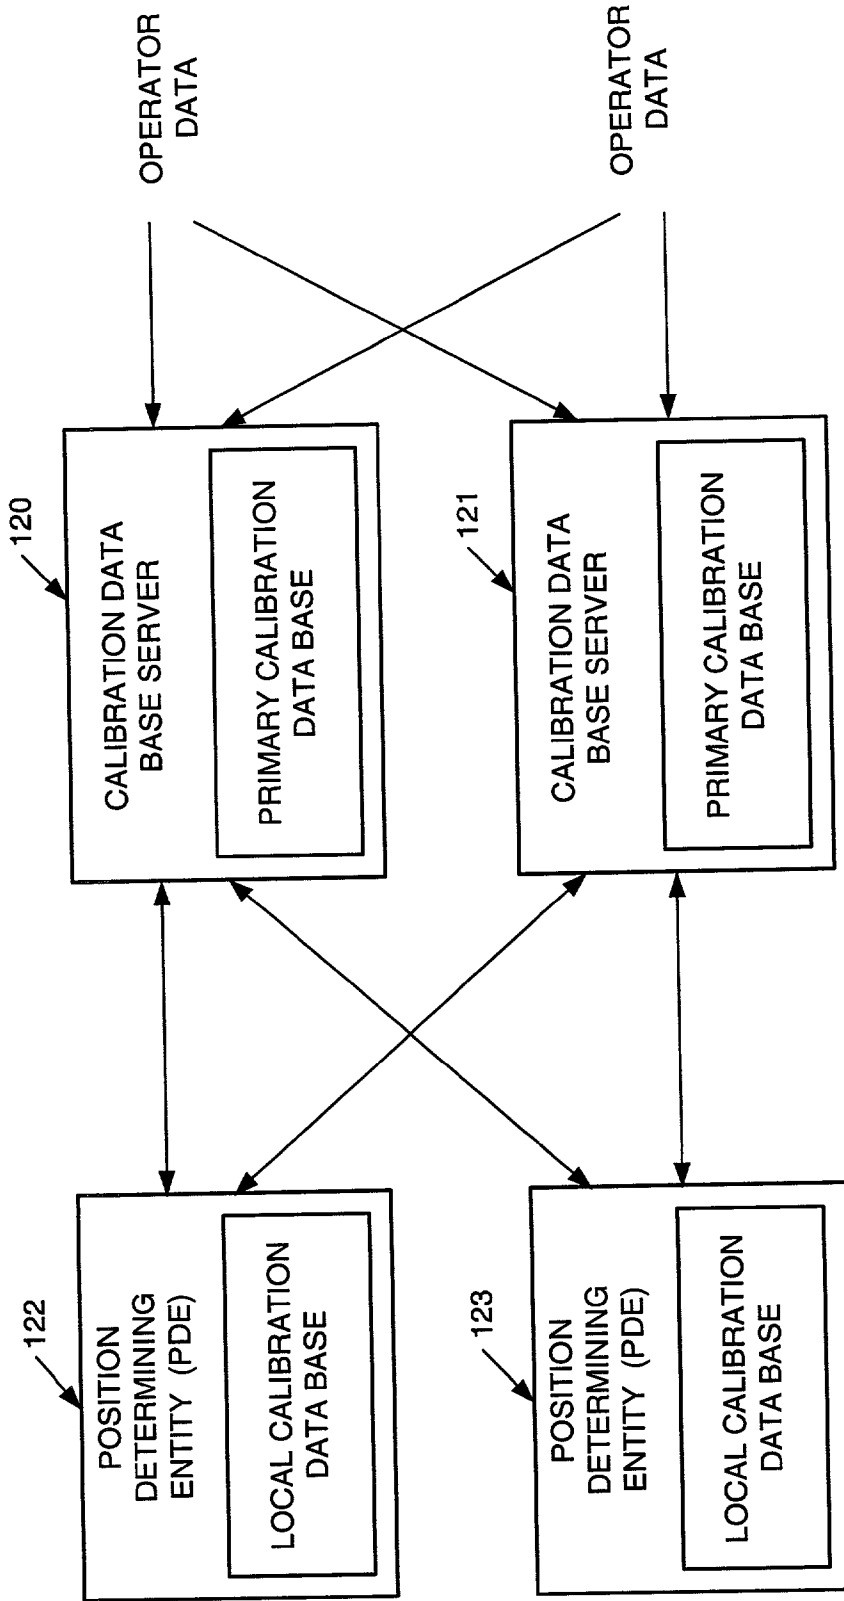 122
POSITION
DETERMINING
ENTITY (PDE)
LOCAL CALIBRATION
DATA BASE
120
CALIBRATION DATA
BASE SERVER
PRIMARY CALIBRATION
DATA BASE
OPERATOR
DATA
123
POSITION
DETERMINING
ENTITY (PDE)
LOCAL CALIBRATION
DATA BASE
121
CALIBRATION DATA
BASE SERVER
PRIMARY CALIBRATION
DATA BASE
OPERATOR
DATA